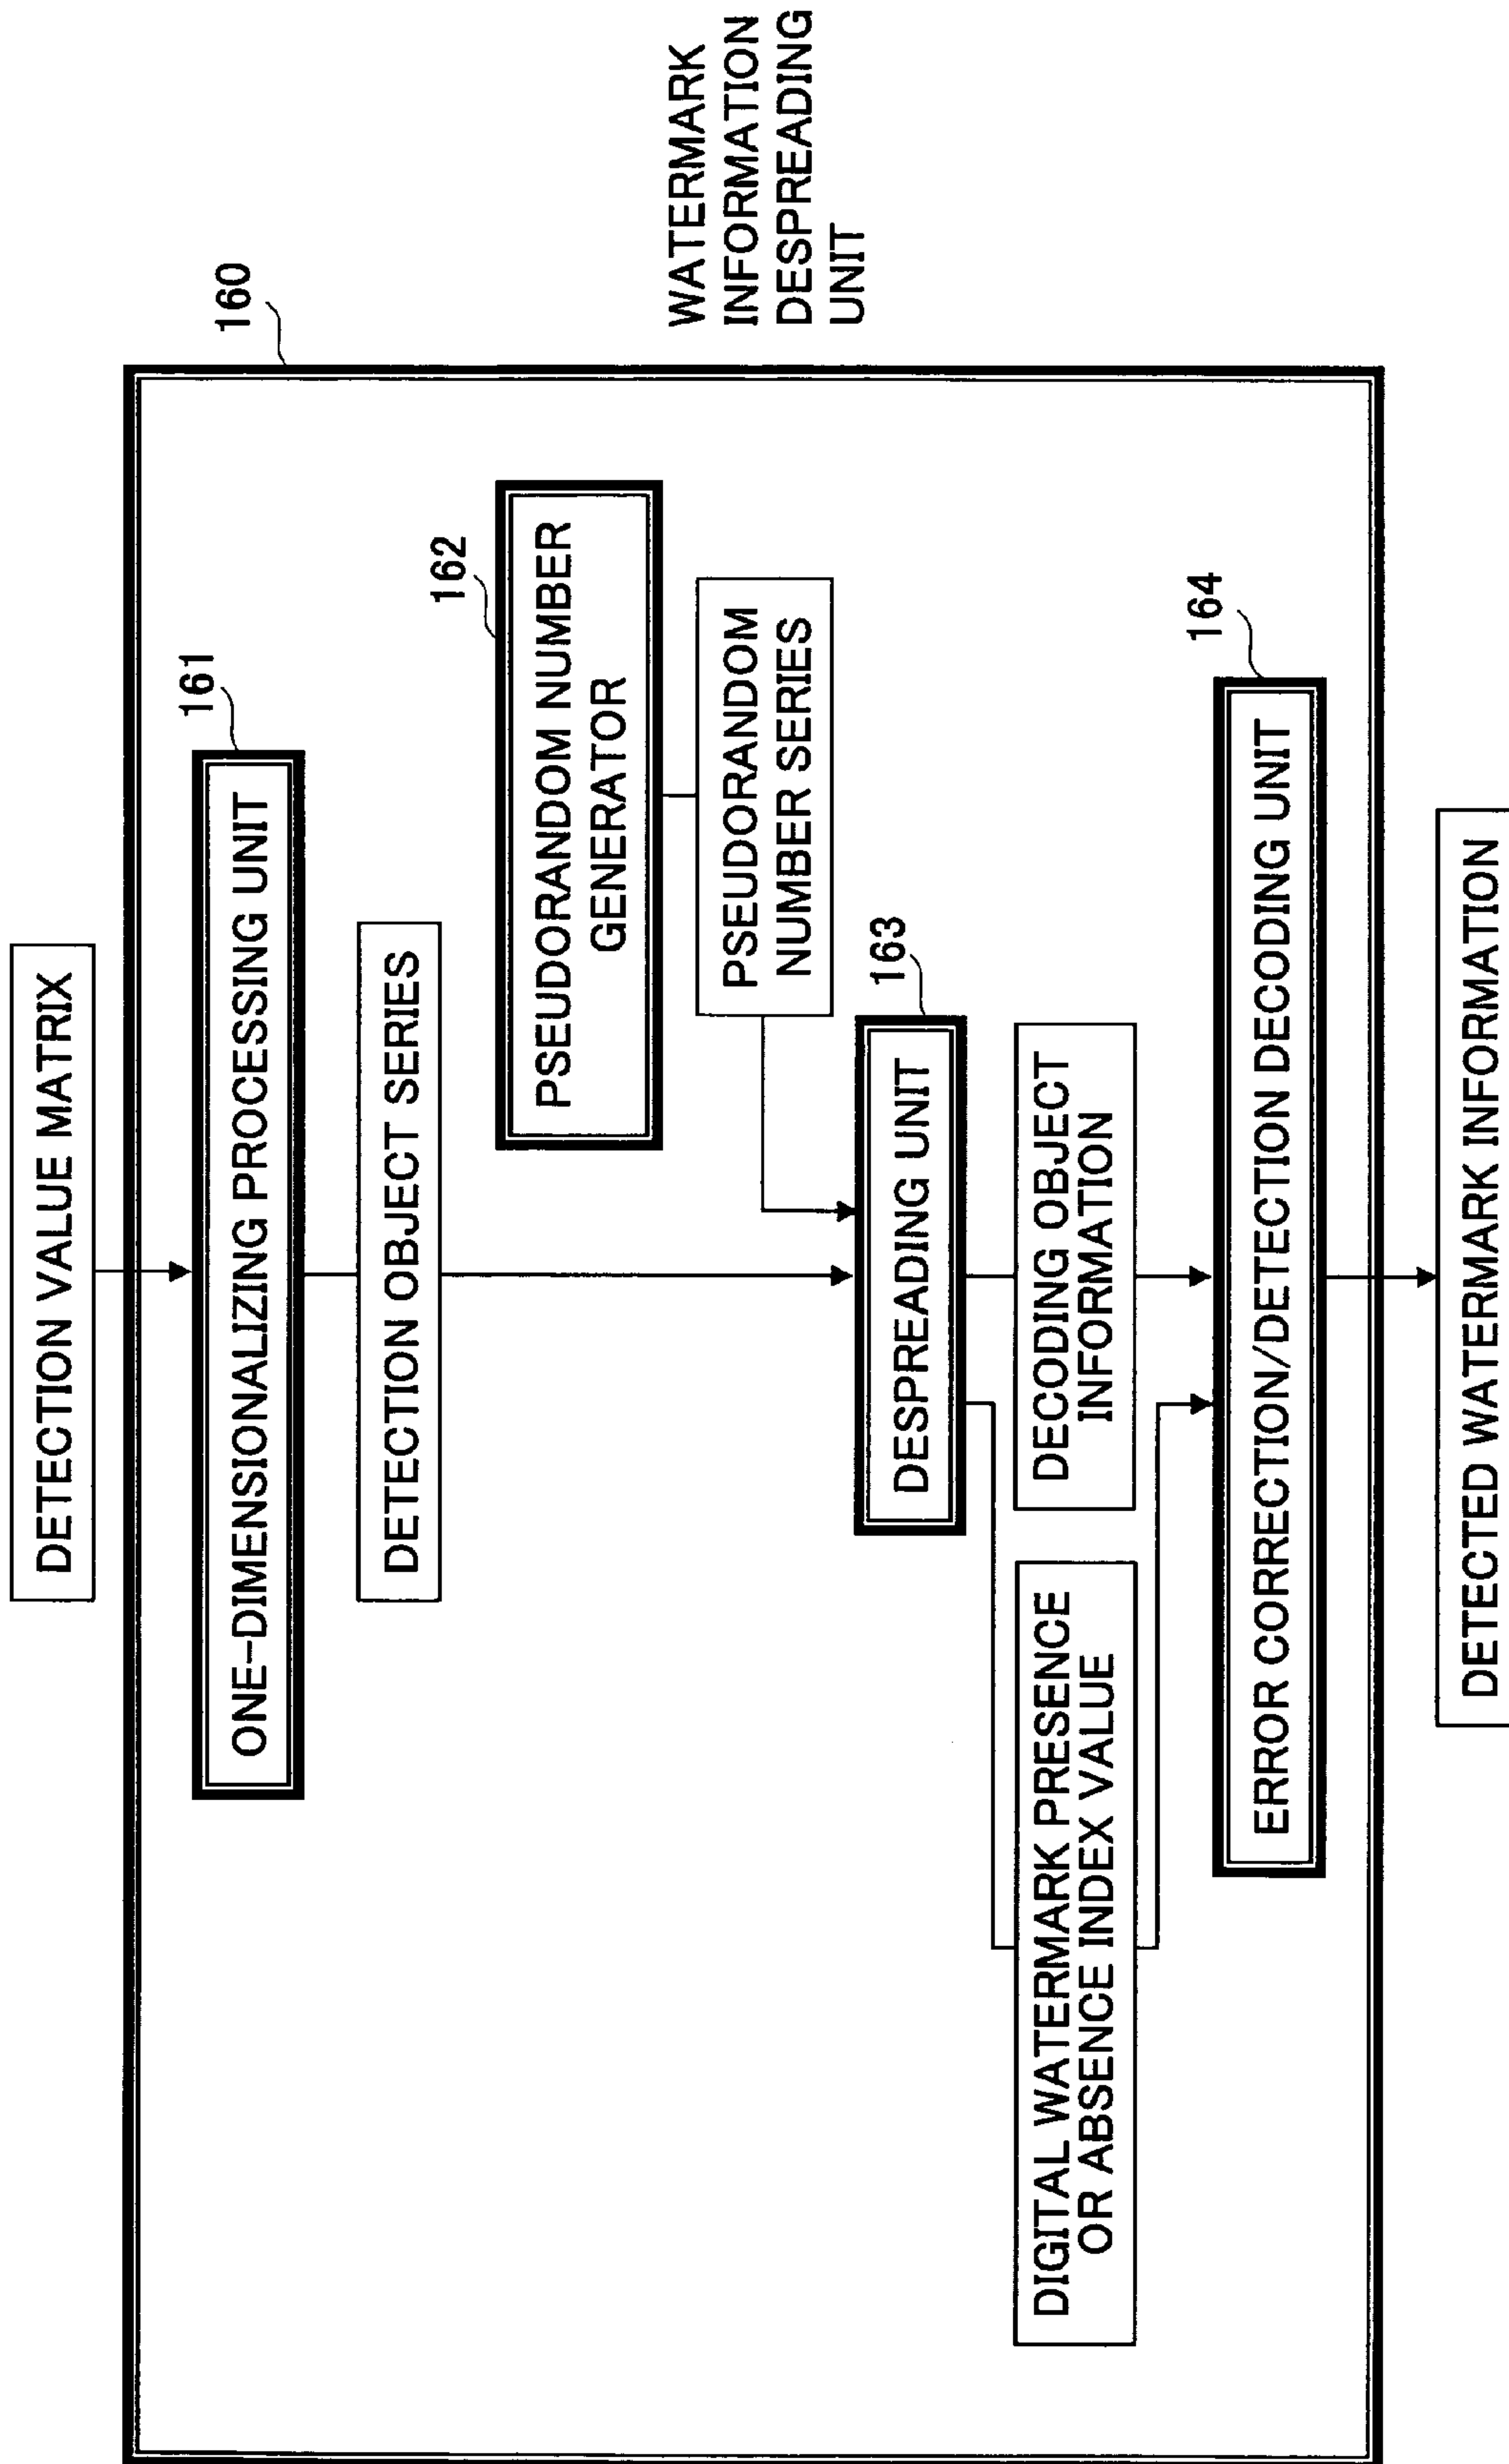 DETECTION VALUE MATRIX
160
161
ONE-DIMENSIONALIZING PROCESSING UNIT
DETECTION OBJECT SERIES
162
PSEUDORANDOM NUMBER
GENERATOR
PSEUDORANDOM
NUMBER SERIES
WATERMARK
INFORMATION
DESPREADING
UNIT
163
DESPREADING UNIT
DIGITAL WATERMARK PRESENCE
OR ABSENCE INDEX VALUE
DECODING OBJECT
INFORMATION
164
ERROR CORRECTION/DETECTION DECODING UNIT
DETECTED WATERMARK INFORMATION